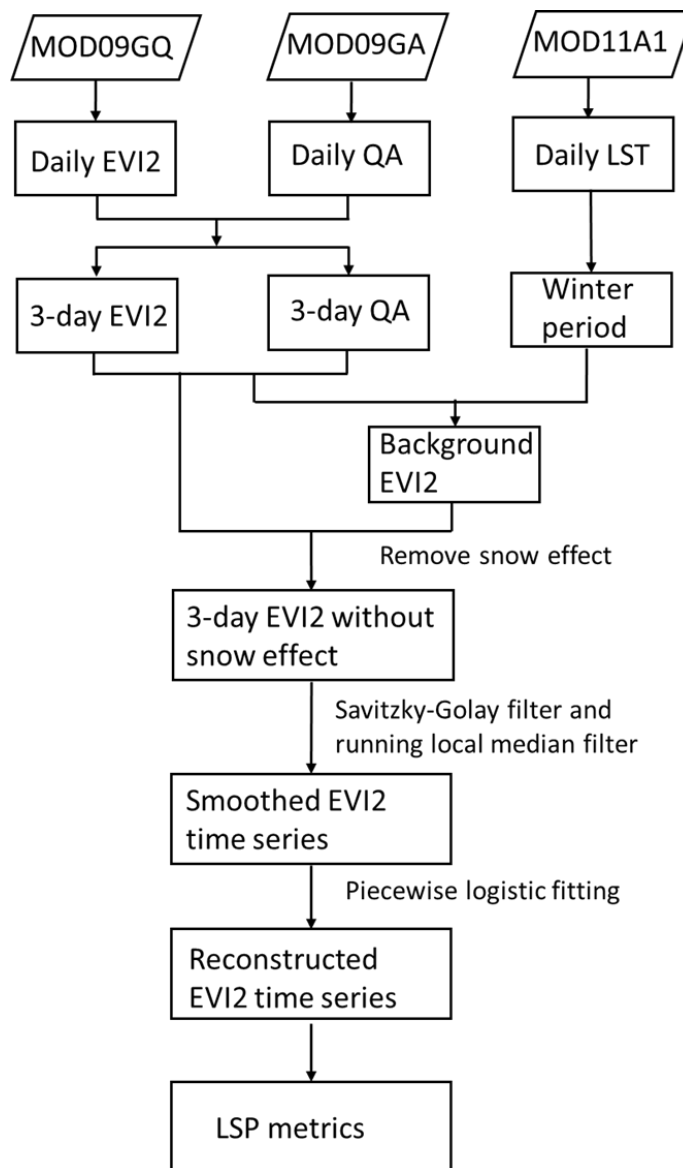 MOD09GQ
MOD09GA
MOD11A1
Daily EVI2
Daily QA
Daily LST
3-day EVI2
3-day QA
Winter
period
Background
EVI2
Remove snow effect
3-day EVI2 without
snow effect
Savitzky-Golay filter and
running local median filter
Smoothed EVI2
time series
Piecewise logistic fitting
Reconstructed
EVI2 time series
LSP metrics